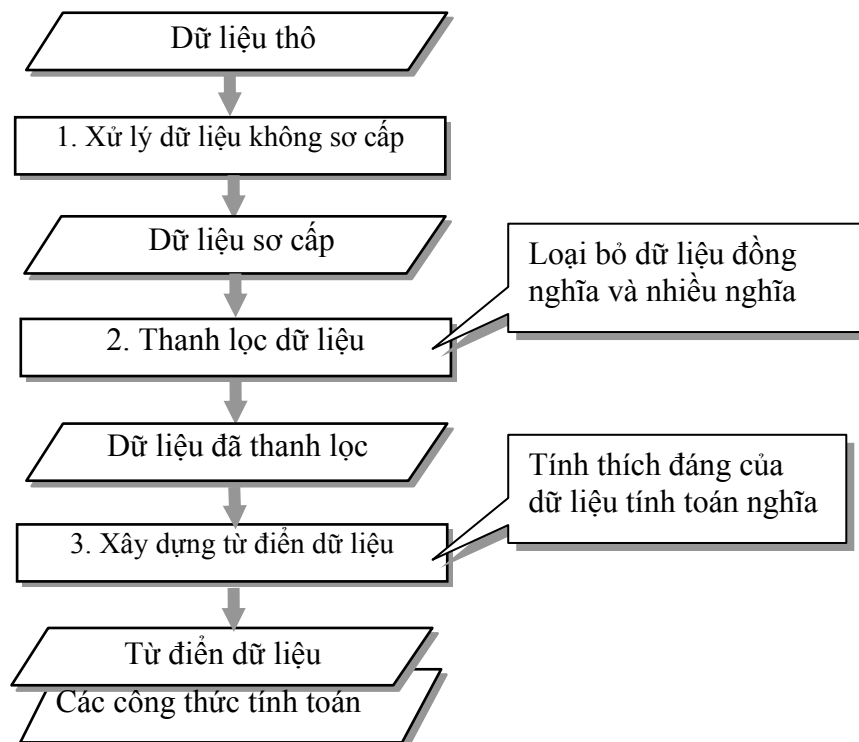 Dữ liệu thô
1. Xử lý dữ liệu không sơ cấp
Dữ liệu sơ cấp
Loại bỏ dữ liệu đồng
nghĩa và nhiều nghĩa
2. Thanh lọc dữ liệu
Dữ liệu đã thanh lọc
Tính thích đáng của
dữ liệu tính toán nghĩa
3. Xây dựng từ điển dữ liệu
Từ điển dữ liệu
Các công thức tính toán